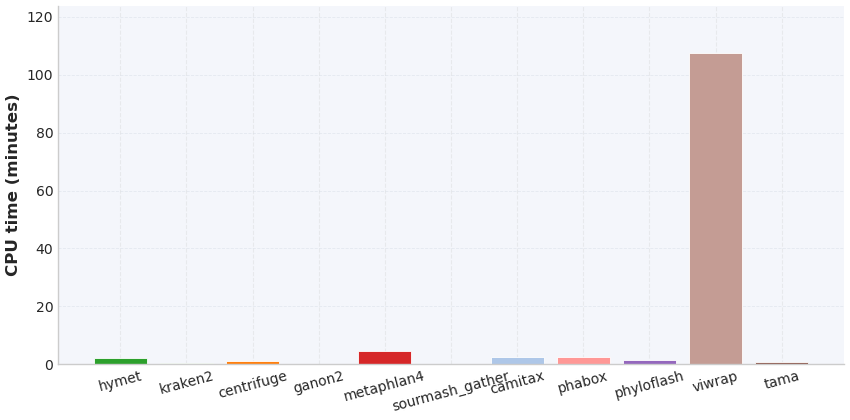 CPU time (minutes)
120
100
80
60
40
20
0
hymet
kraken2
centrifuge
ganon2
metaphlan4
sourmash_gather
camitax
phabox
phyloflash
viwrap
tama